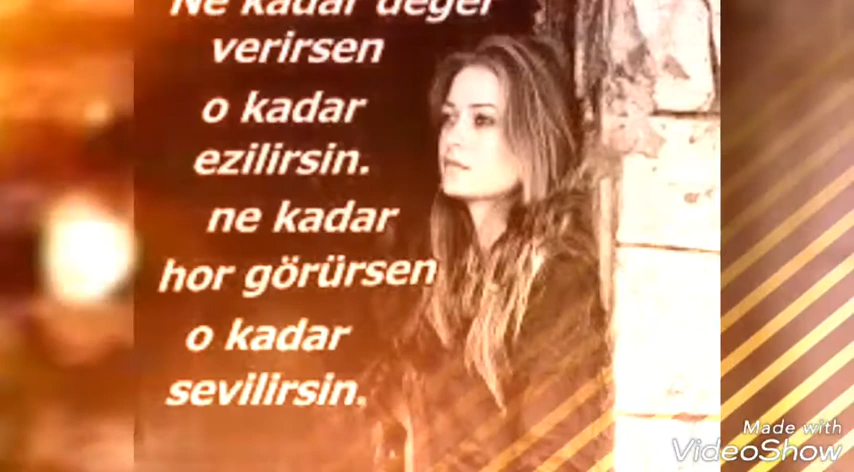 Ne kadar değer
verirsen
o kadar
ezilirsin.
ne kadar
hor görürsen
o kadar
sevilirsin.
Made with
VideoShow